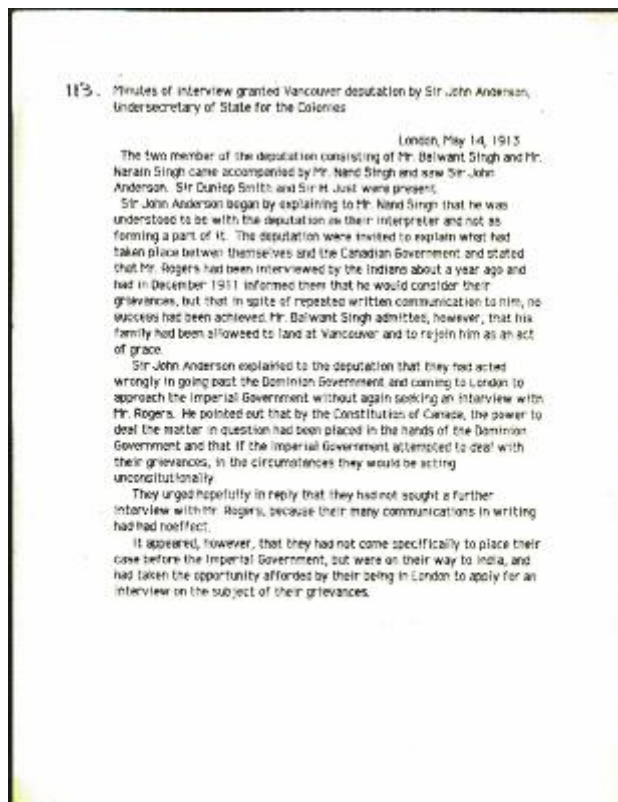 113. Minutes of interview granted Vancouver deputation by Sir John Anderson,
Undersecretary of State for the Colonies
London, May 14, 1913
The two member of the deputation consisting of Mr. Balwant Singh and Mr.
Narain Singh came accompanied by Mr. Nand Singh and saw Sir John
Anderson. Sir Dunlop Smith and Sir H. Just were present.
Sir John Anderson began by explaining to Mr. Nand Singh that he was
understood to be with the deputation as their interpreter and not as
forming a part of it. The deputation were invited to explain what had
taken place betwen themselves and the Canadian Government and stated
that Mr. Rogers had been interviewed by the Indians about a year ago and
had in December 1911 informed them that he would consider their
grievances, but that in spite of repeated written communication to him, no
success had been achieved. Mr. Balwant Singh admitted, however, that his
family had been alloweed to land at Vancouver and to rejoin him as an act
of grace.
Sir John Anderson explained to the deputation that they had acted
wrongly in going past the Dominion Government and coming to London to
approach the Imperial Government without again seeking an interview with
Mr. Rogers. He pointed out that by the Constitution of Canada, the power to
deal the matter in question had been placed in the hands of the Dominion
Government and that if the Imperial Government attempted to deal with
their grievances, in the circumstances they would be acting
unconstitutionally
They urged hopefully in reply that they had not sought a further
interview with Mr. Rogers, because their many communications in writing
had had noeffect.
It appeared, however, that they had not come specifically to place their
case before the Imperial Government, but were on their way to India, and
had taken the opportunity afforded by their being in London to apply for an
interview on the subject of their grievances.